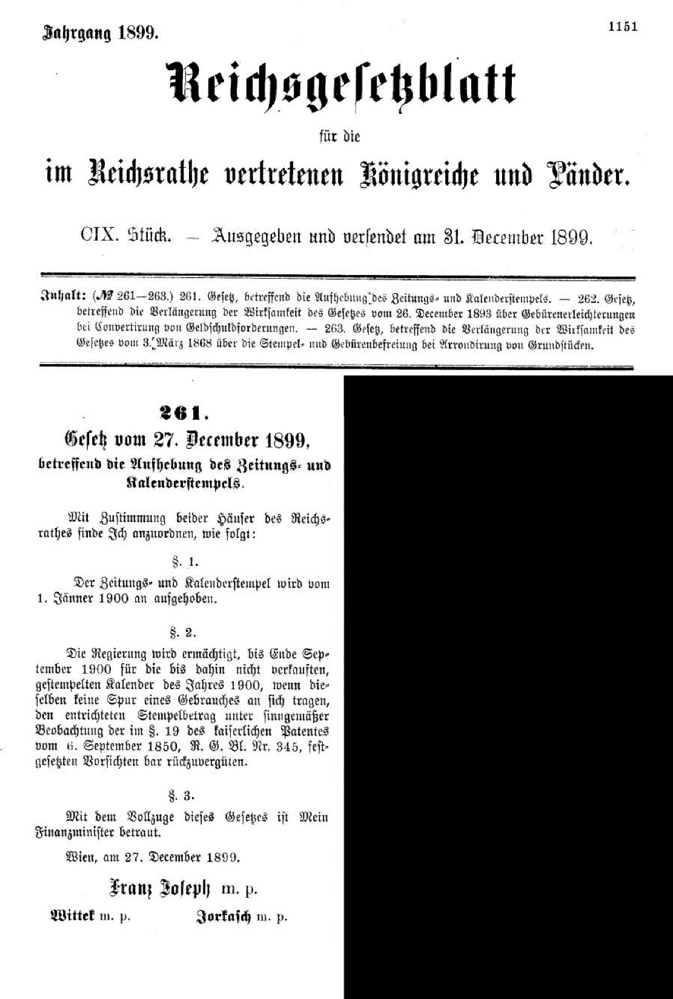 Jahrgang 1899.
1151
Reichsgesetzblatt
für die
im Reichsrathe vertretenen Königreiche und Länder.
CIX. Stück. — Ausgegeben und versendet am 31. December 1899.
Inhalt: (№ 261—263.) 261. Gesetz, betreffend die Aufhebung des Zeitungs- und Kalenderstempels. — 262. Gesetz,
betreffend die Verlängerung der Wirksamkeit des Gesetzes vom 26. December 1893 über Gebürenerleichterungen
bei Convertirung von Geldschuldforderungen. — 263. Gesetz, betreffend die Verlängerung der Wirksamkeit des
Gesetzes vom 3. März 1868 über die Stempel- und Gebürenbefreiung bei Arrondirung von Grundstücken.
261.
Gesetz vom 27. December 1899,
betreffend die Aufhebung des Zeitungs- und
Kalenderstempels.
Mit Zustimmung beider Häuser des Reichs-
rathes finde Ich anzuordnen, wie folgt:
§. 1.
Der Zeitungs- und Kalenderstempel wird vom
1. Jänner 1900 an aufgehoben.
§. 2.
Die Regierung wird ermächtigt, bis Ende Sep-
tember 1900 für die bis dahin nicht verkauften,
gestempelten Kalender des Jahres 1900, wenn die-
selben keine Spur eines Gebrauches an sich tragen,
den entrichteten Stempelbetrag unter sinngemäßer
Beobachtung der im §. 19 des kaiserlichen Patentes
vom 6. September 1850, R. G. Bl. Nr. 345, fest-
gesetzten Vorsichten bar rückzuvergüten.
§. 3.
Mit dem Vollzuge dieses Gesetzes ist Mein
Finanzminister betraut.
Wien, am 27. December 1899.
Franz Joseph m. p.
Wittek m. p. Jorkasch m. p.